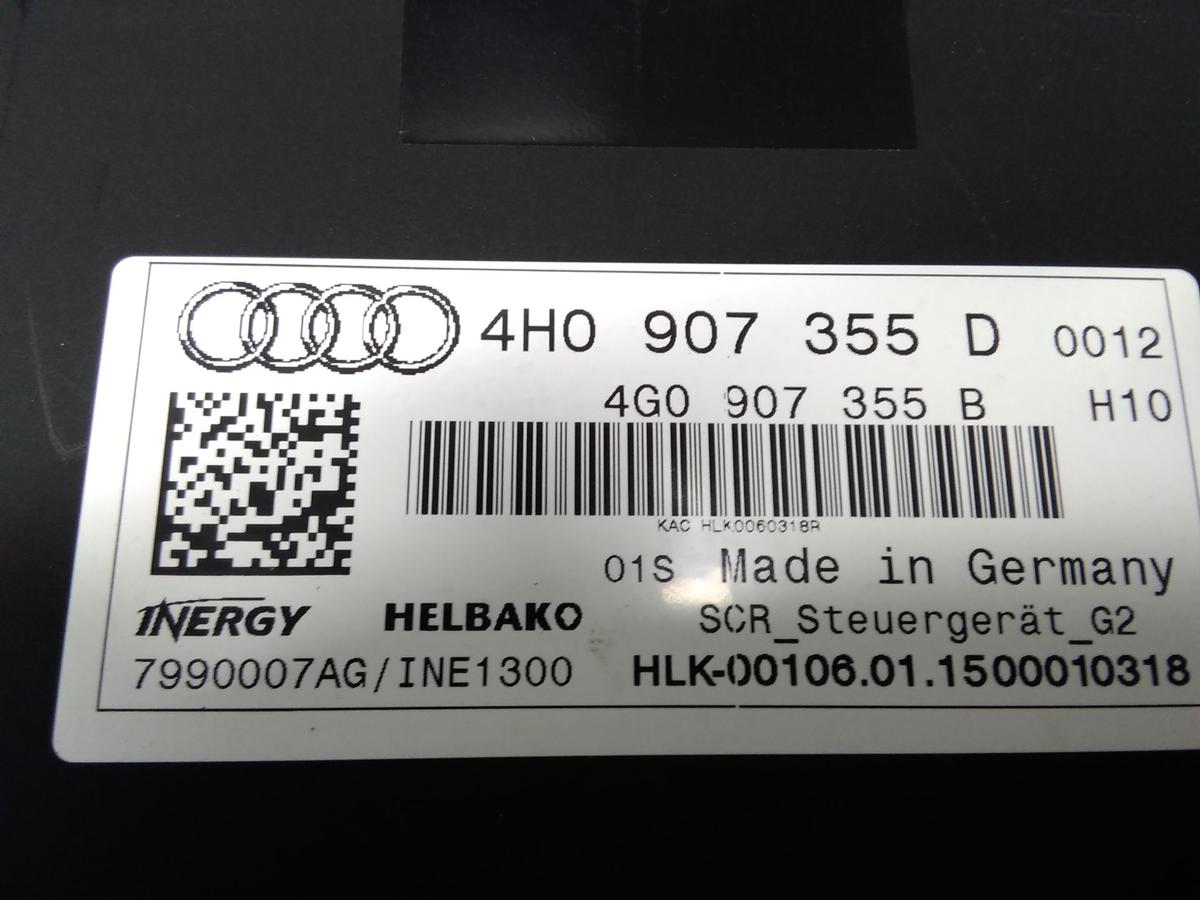 4H0 907 355 D 0012
4G0 907 355 B H10
KAC HLK0060318R
01S Made in Germany
INERGY HELBAKO SCR_Steuergerät_G2
7990007AG/INE1300 HLK-00106.01.1500010318